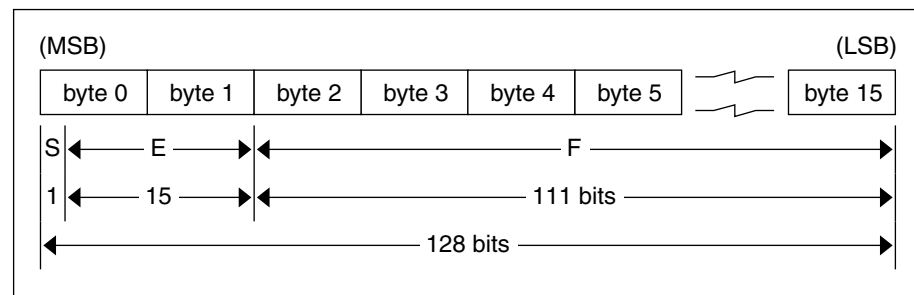 (MSB) (LSB)
byte 0 byte 1 byte 2 byte 3 byte 4 byte 5 byte 15
S E F
1 15 111 bits
128 bits